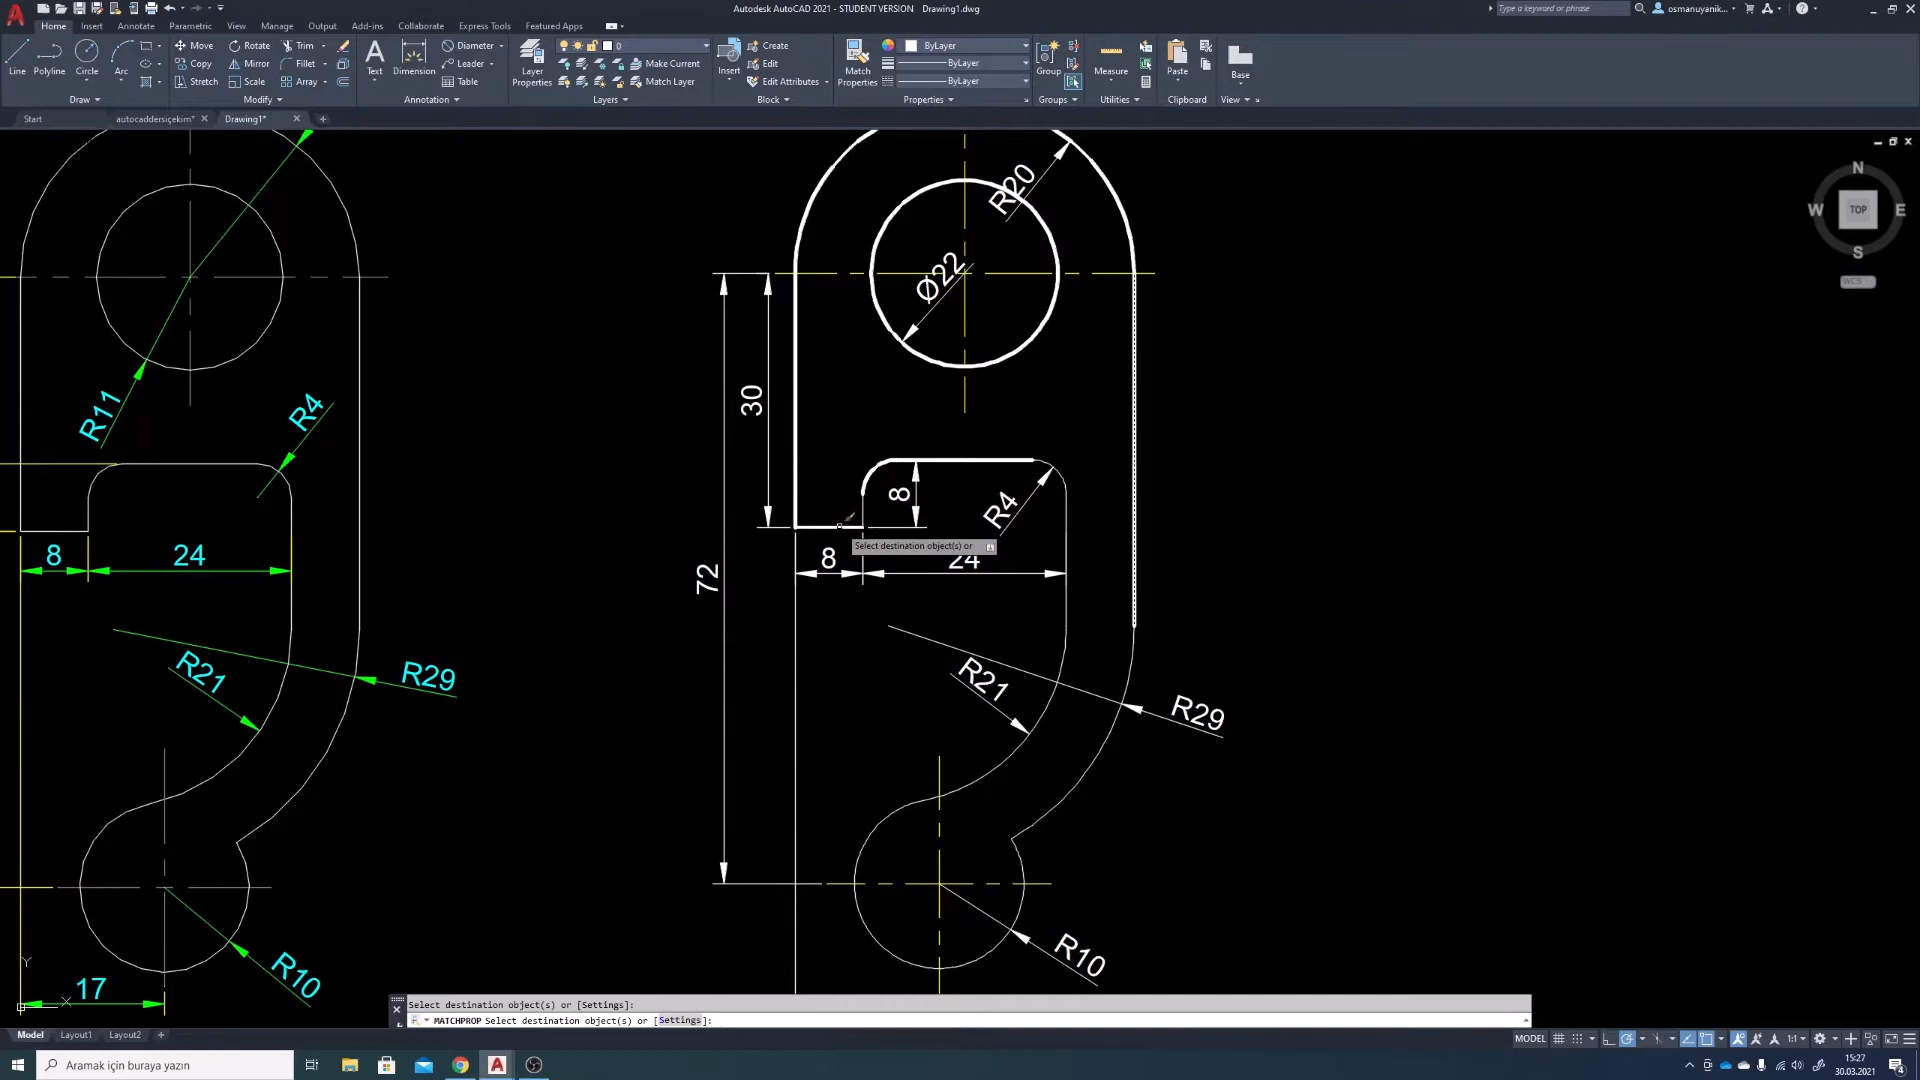 Autodesk AutoCAD 2021 - STUDENT VERSION Drawing1.dwg
Type a keyword or phrase
osmanuyanik...
Home Insert Annotate Parametric View Manage Output Add-ins Collaborate Express Tools Featured Apps
Line Polyline Circle Arc
Move Rotate Trim
Copy Mirror Fillet
Stretch Scale Array
Text Dimension
Diameter
Leader
Table
Layer Properties
0
Make Current
Match Layer
Insert
Create
Edit
Edit Attributes
Match Properties
ByLayer
ByLayer
ByLayer
Group
Measure
Paste
Base
Draw Modify Annotation Layers Block Properties Groups Utilities Clipboard View
Start autocaddersiçekim* Drawing1*
N
W TOP E
S
WCS
R11
R4
8 24
R21
R29
R10
17
Y
X
R20
Ø22
30
8
R4
72
Select destination object(s) or
8 24
R21
R29
R10
Select destination object(s) or [Settings]:
MATCHPROP Select destination object(s) or [Settings]:
Model Layout1 Layout2 +
MODEL
1:1
Aramak için buraya yazın
15:27
30.03.2021
4